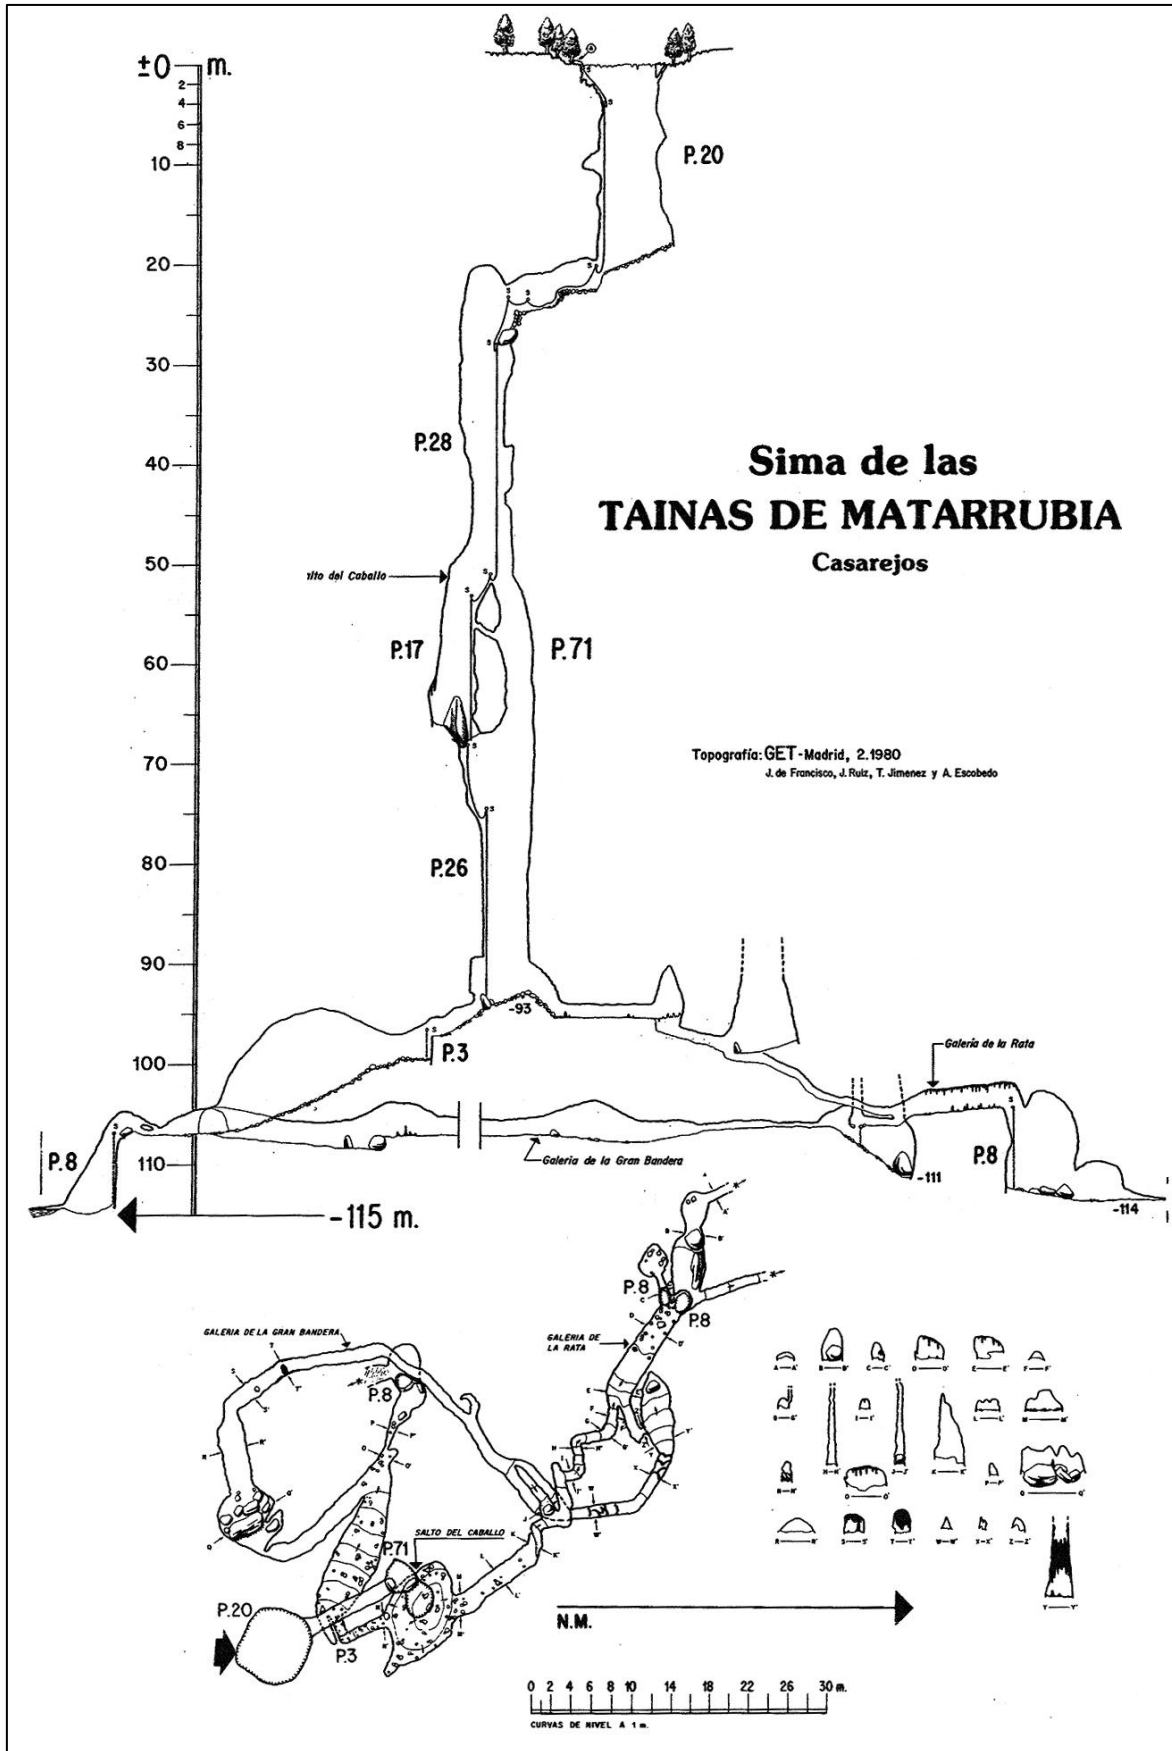 ±0 m.
2
4
6
8
10
20
30
40
50
60
70
80
90
100
110
A
P.20
P.28
Sima de las
TAINAS DE MATARRUBIA
Casarejos
lto del Caballo
P.17
P.71
Topografía: GET-Madrid, 2.1980
J. de Francisco, J. Ruiz, T. Jimenez y A. Escobedo
P.26
-93
P.3
Galería de la Rata
P.8
Galería de la Gran Bandera
-111
P.8
-114
-115 m.
GALERIA DE LA GRAN BANDERA
P.8
P.8
P.8
GALERIA DE
LA RATA
P.71
SALTO DEL CABALLO
P.20
P.3
N.M.
A A' B B' C C' D D' E E' F F'
G G' H H' I I' J J' K K' L L' M M'
N N' O O' P P' Q Q'
R R' S S' T T' W W' X X' Z Z'
Y Y'
0 2 4 6 8 10 14 18 22 26 30 m.
CURVAS DE NIVEL A 1 m.